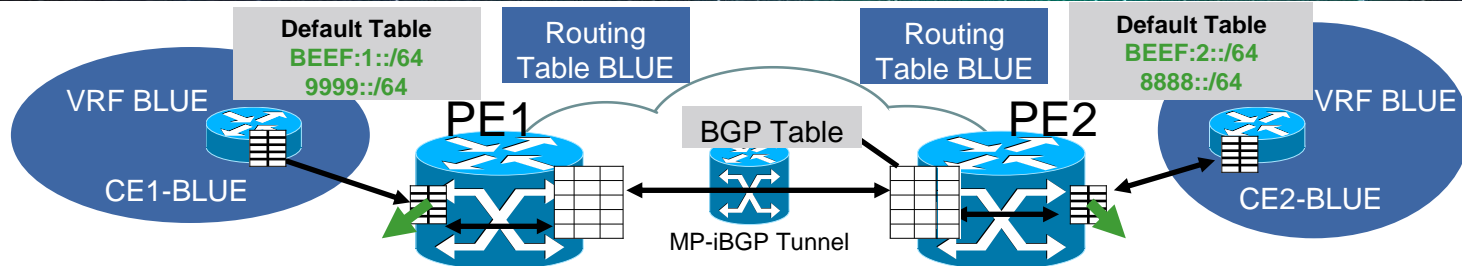 Default Table
BEEF:1::/64
9999::/64
Routing
Table BLUE
Routing
Table BLUE
Default Table
BEEF:2::/64
8888::/64
VRF BLUE
PE1
BGP Table
PE2
VRF BLUE
CE1-BLUE
CE2-BLUE
MP-iBGP Tunnel